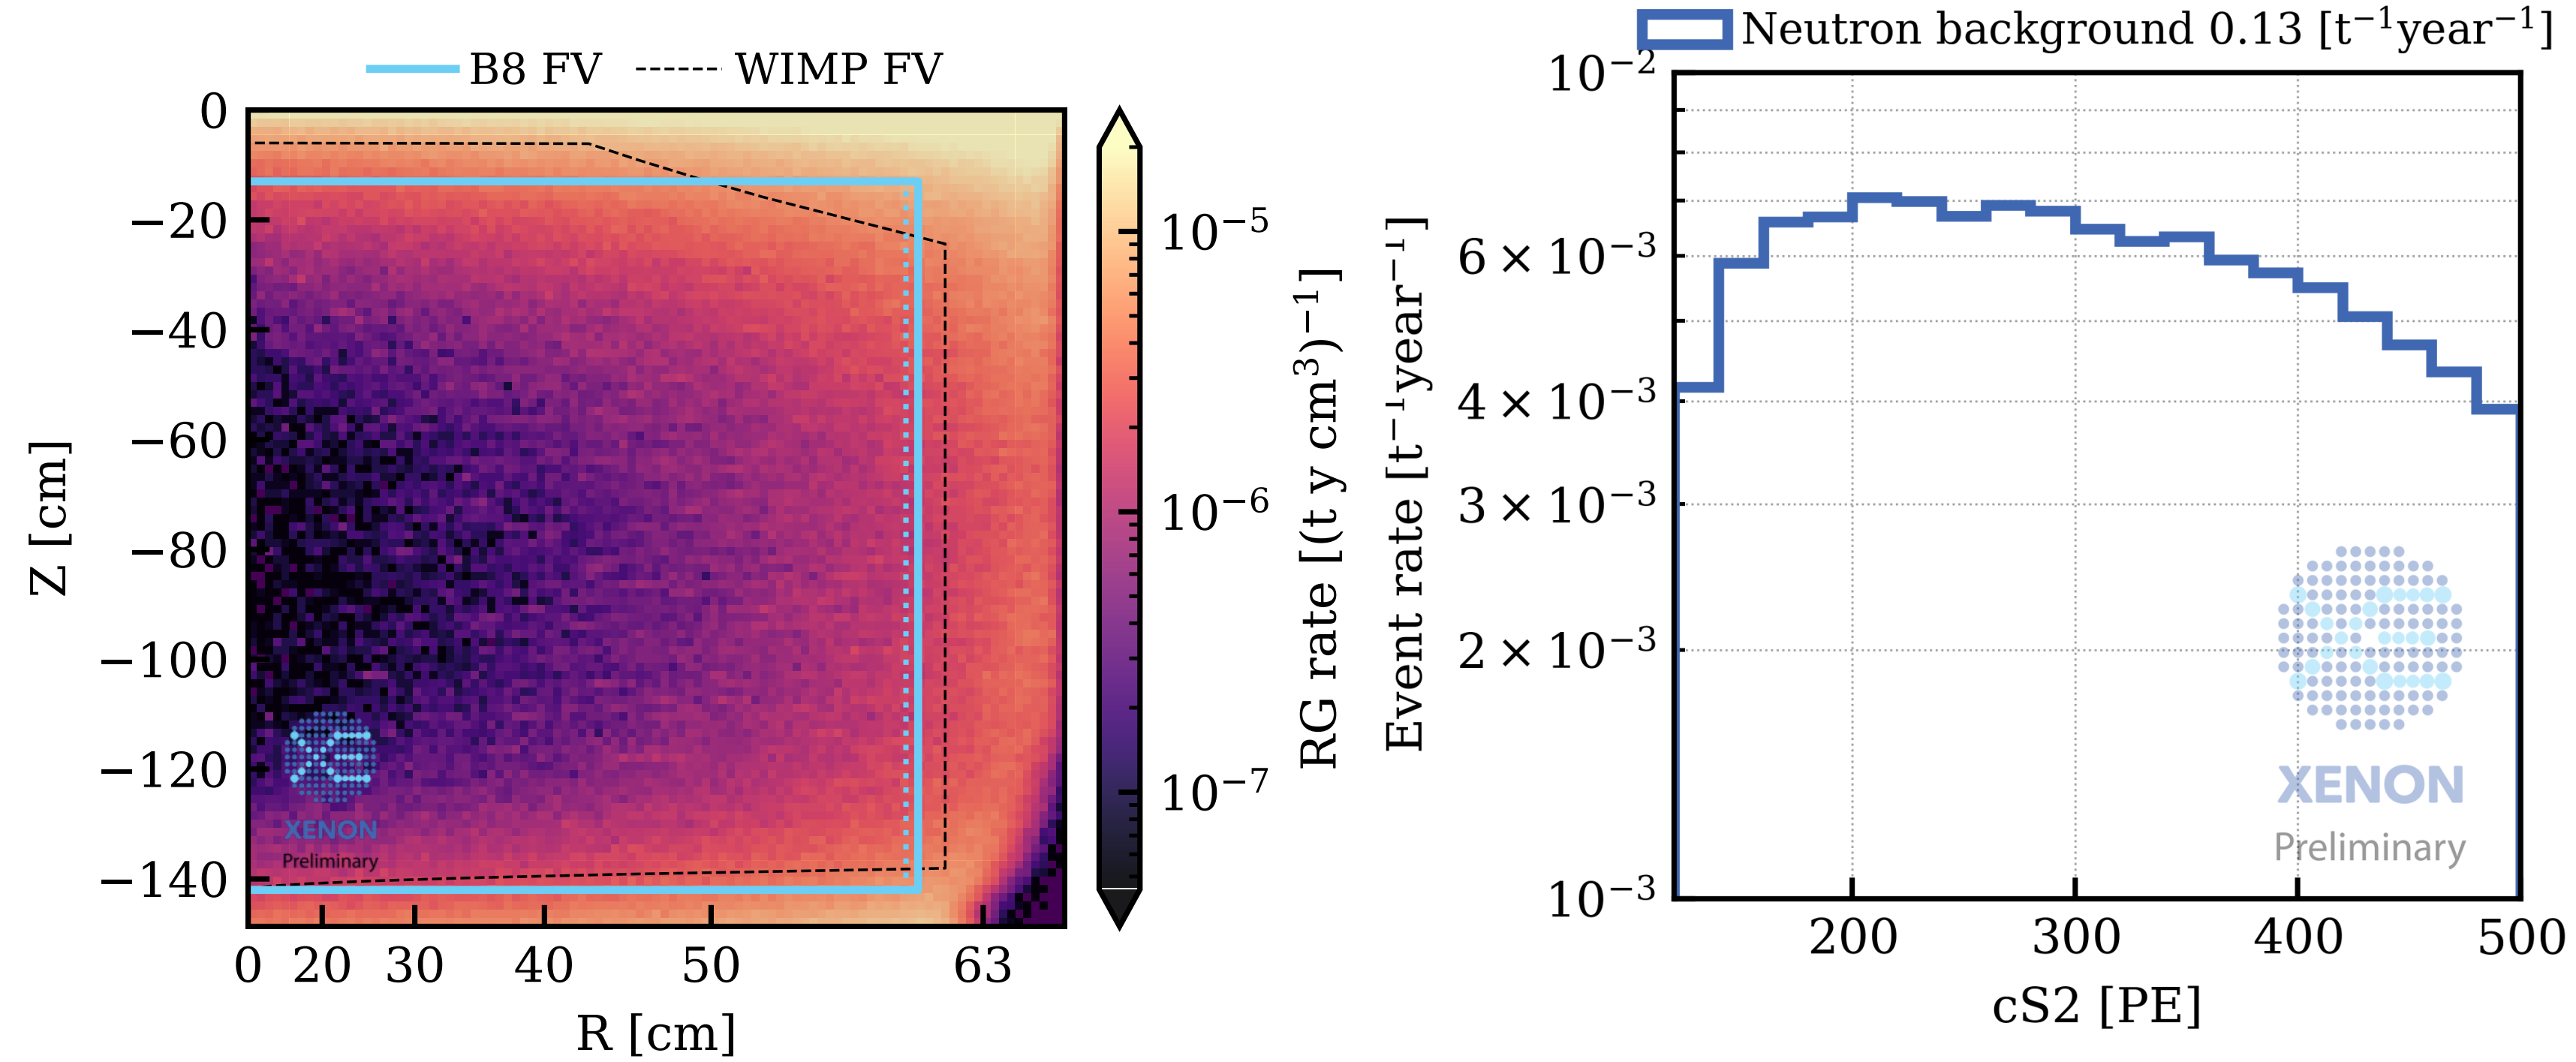 B8 FV
WIMP FV
0
−20
−40
−60
−80
−100
−120
−140
Z [cm]
0 20 30 40 50 63
R [cm]
XENON
Preliminary
10⁻⁵
10⁻⁶
10⁻⁷
RG rate [(t y cm³)⁻¹]
Neutron background 0.13 [t⁻¹year⁻¹]
10⁻²
6 × 10⁻³
4 × 10⁻³
3 × 10⁻³
2 × 10⁻³
10⁻³
Event rate [t⁻¹year⁻¹]
200 300 400 500
cS2 [PE]
XENON
Preliminary